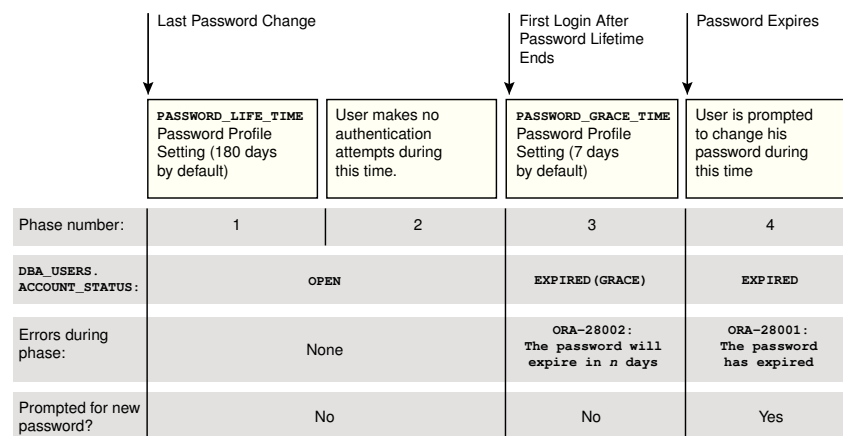 Last Password Change
First Login After
Password Lifetime
Ends
Password Expires
PASSWORD_LIFE_TIME
Password Profile
Setting (180 days
by default)
User makes no
authentication
attempts during
this time.
PASSWORD_GRACE_TIME
Password Profile
Setting (7 days
by default)
User is prompted
to change his
password during
this time
Phase number:
1
2
3
4
DBA_USERS.
ACCOUNT_STATUS:
OPEN
EXPIRED(GRACE)
EXPIRED
Errors during
phase:
None
ORA-28002:
The password will
expire in n days
ORA-28001:
The password
has expired
Prompted for new
password?
No
No
Yes